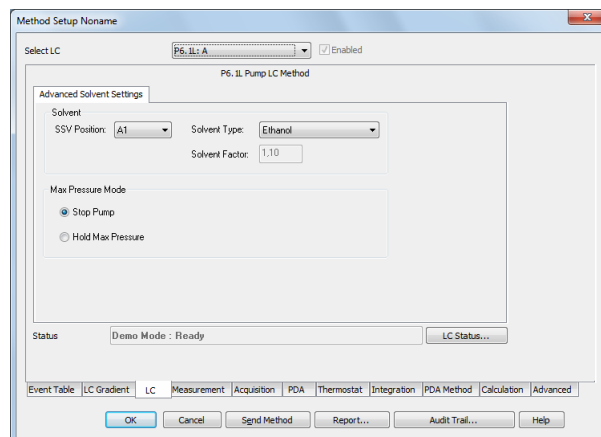 Method Setup Noname
Select LC P6.1L: A Enabled
P6.1L Pump LC Method
Advanced Solvent Settings
Solvent
SSV Position: A1 Solvent Type: Ethanol
Solvent Factor: 1,10
Max Pressure Mode
Stop Pump
Hold Max Pressure
Status Demo Mode : Ready LC Status...
Event Table LC Gradient LC Measurement Acquisition PDA Thermostat Integration PDA Method Calculation Advanced
OK Cancel Send Method Report... Audit Trail... Help